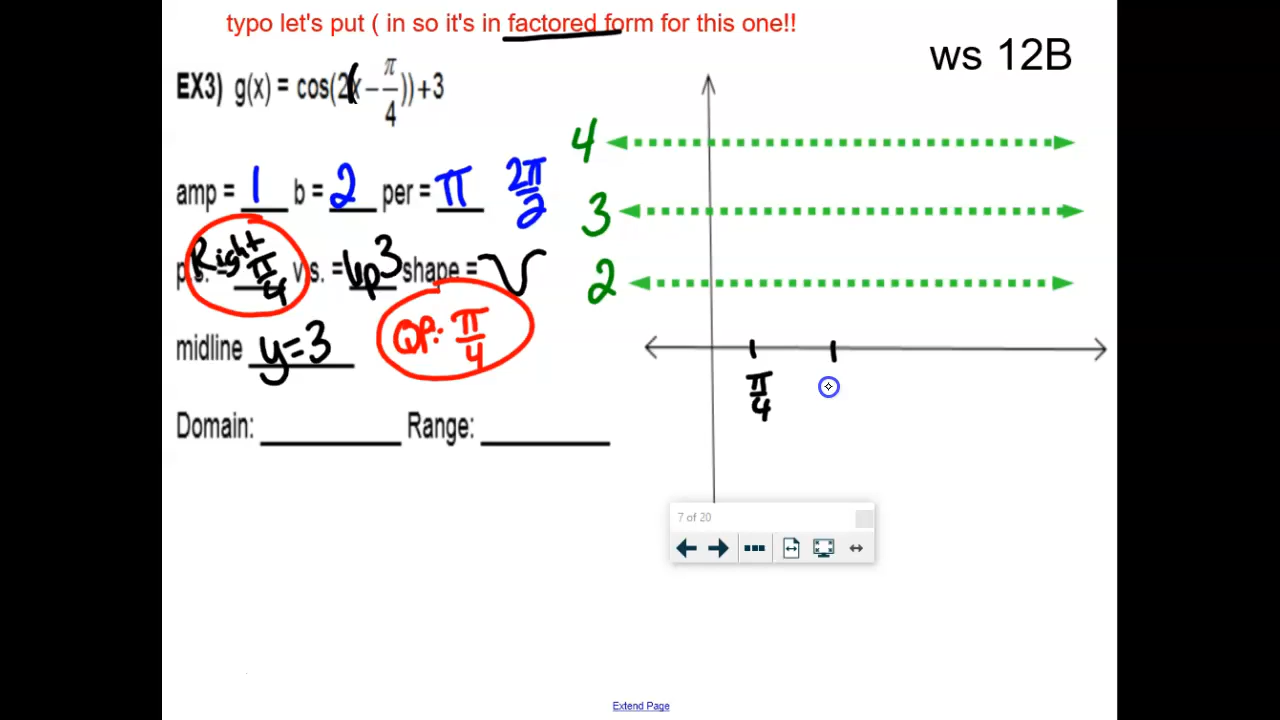 typo let's put ( in so it's in factored form for this one!!
ws 12B
EX3) g(x) = cos(2(x − π/4)) + 3
amp = 1 b = 2 per = π 2π/2
p.s. = Right π/4 v.s. = Up 3 shape =
QP: π/4
midline y=3
Domain: ____ Range: ____
4
3
2
π/4
7 of 20
Extend Page